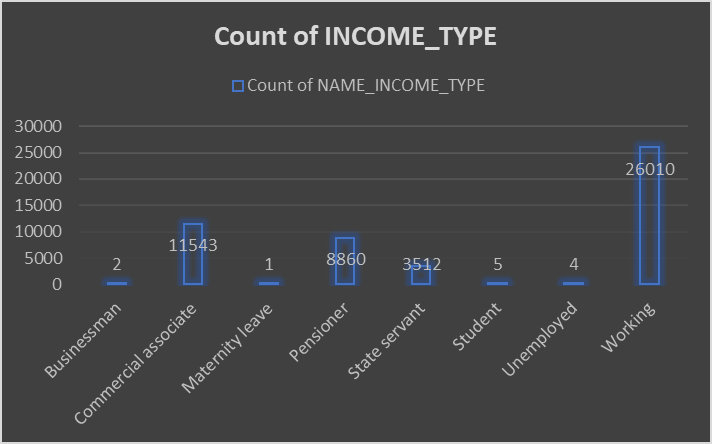 Count of INCOME_TYPE
Count of NAME_INCOME_TYPE
30000
25000
20000
15000
10000
5000
0
2
11543
1
8860
3512
5
4
26010
Businessman
Commercial associate
Maternity leave
Pensioner
State servant
Student
Unemployed
Working